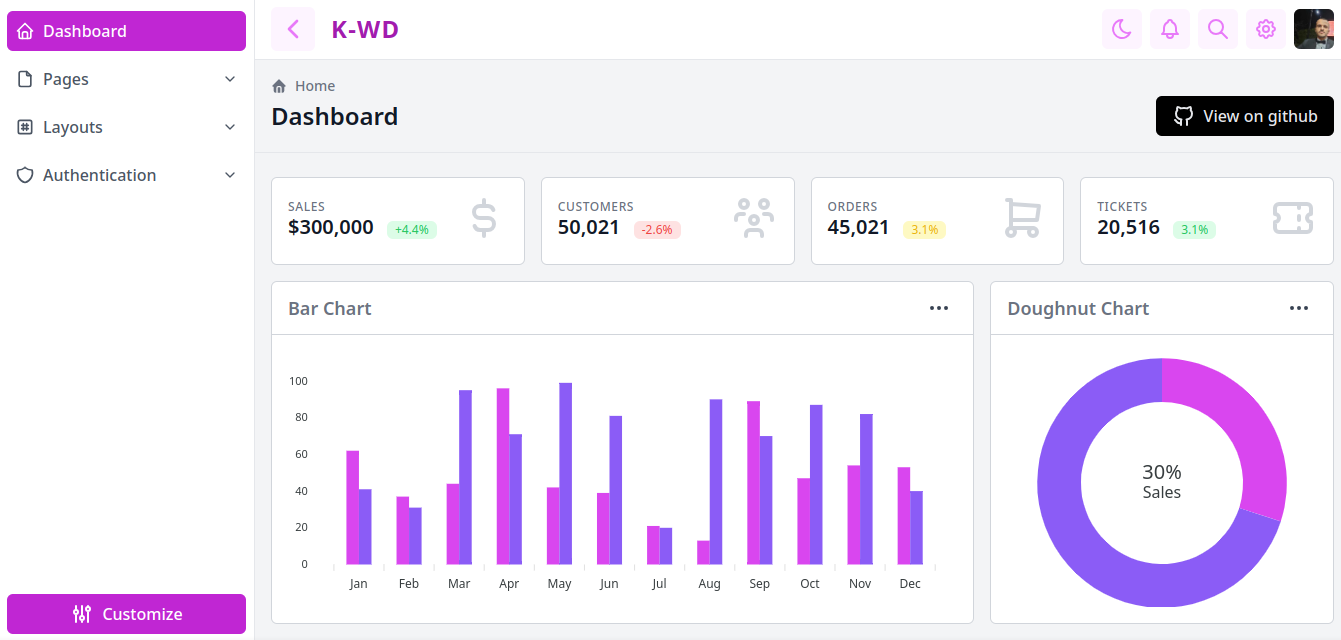 Dashboard
Pages
Layouts
Authentication
Customize
K-WD
Home
Dashboard
View on github
SALES
$300,000 +4.4%
CUSTOMERS
50,021 -2.6%
ORDERS
45,021 3.1%
TICKETS
20,516 3.1%
Bar Chart
100
80
60
40
20
0
Jan Feb Mar Apr May Jun Jul Aug Sep Oct Nov Dec
Doughnut Chart
30%
Sales